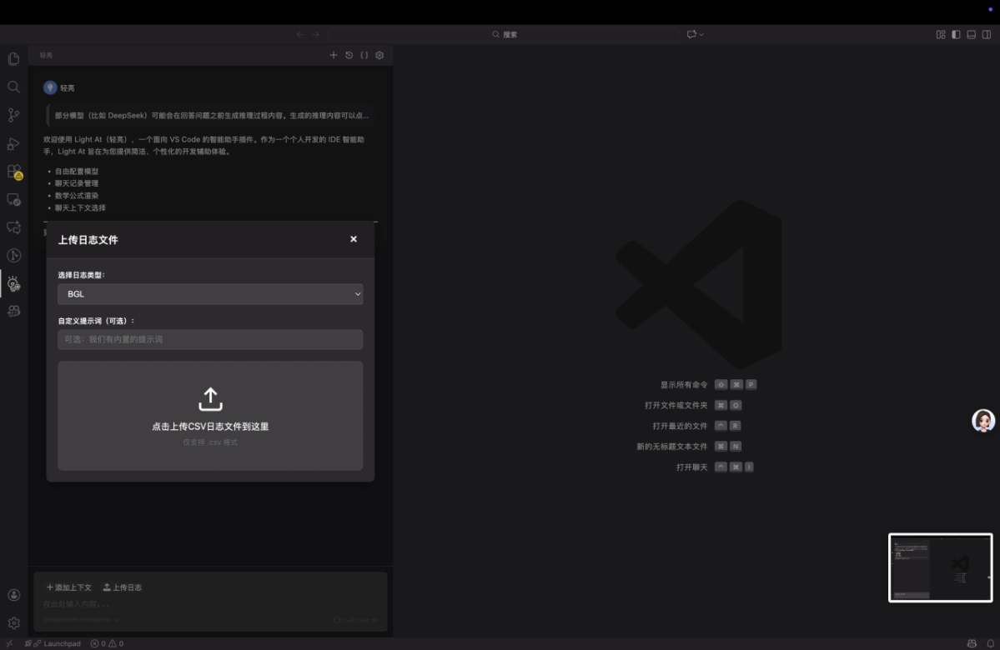 搜索
轻亮
轻亮
部分模型（比如 DeepSeek）可能会在回答问题之前生成推理过程内容。生成的推理内容可以点...
欢迎使用 Light At（轻亮），一个面向 VS Code 的智能助手插件。作为一个个人开发的 IDE 智能助
手，Light At 旨在为您提供简洁、个性化的开发辅助体验。
• 自由配置模型
• 聊天记录管理
• 数学公式渲染
• 聊天上下文选择
上传日志文件
选择日志类型：
BGL
自定义提示词（可选）：
可选：我们有内置的提示词
点击上传CSV日志文件到这里
仅支持 .csv 格式
显示所有命令 ⇧ ⌘ P
打开文件或文件夹 ⌘ O
打开最近的文件 ^ R
新的无标题文本文件 ⌘ N
打开聊天 ^ ⌘ I
添加上下文 上传日志
在此处输入内容...
Launchpad 0 0